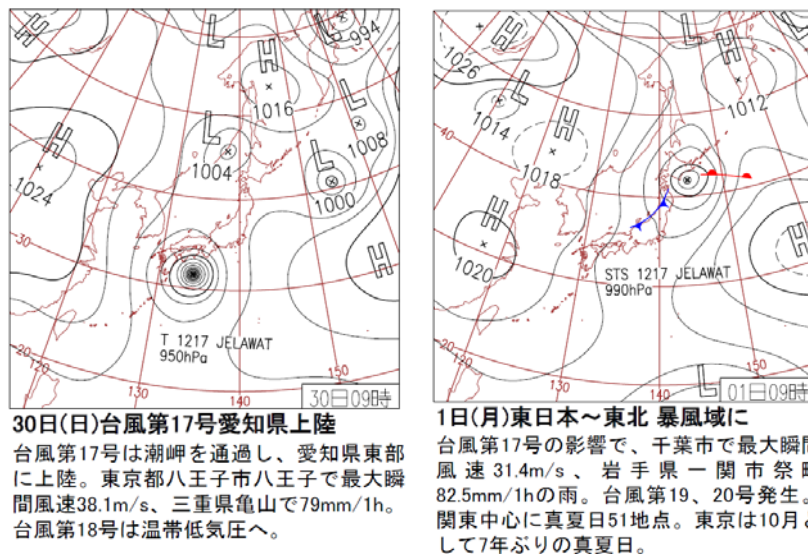 994
H
L
H
1016
L
1008
L
1004
L
1000
H
1024
H
30
20
120
130
140
150
T 1217 JELAWAT
950hPa
30日09時
30日(日)台風第17号愛知県上陸
台風第17号は潮岬を通過し、愛知県東部
に上陸。東京都八王子市八王子で最大瞬
間風速38.1m/s、三重県亀山で79mm/1h。
台風第18号は温帯低気圧へ。
H
1026
L
1014
H
1018
L
H
1012
40
30
H
1020
H
STS 1217 JELAWAT
990hPa
20
120
130
140
150
L
01日09時
1日(月)東日本～東北 暴風域に
台風第17号の影響で、千葉市で最大瞬間
風速31.4m/s、岩手県一関市祭
82.5mm/1hの雨。台風第19、20号発生。
関東中心に真夏日51地点。東京は10月と
して7年ぶりの真夏日。